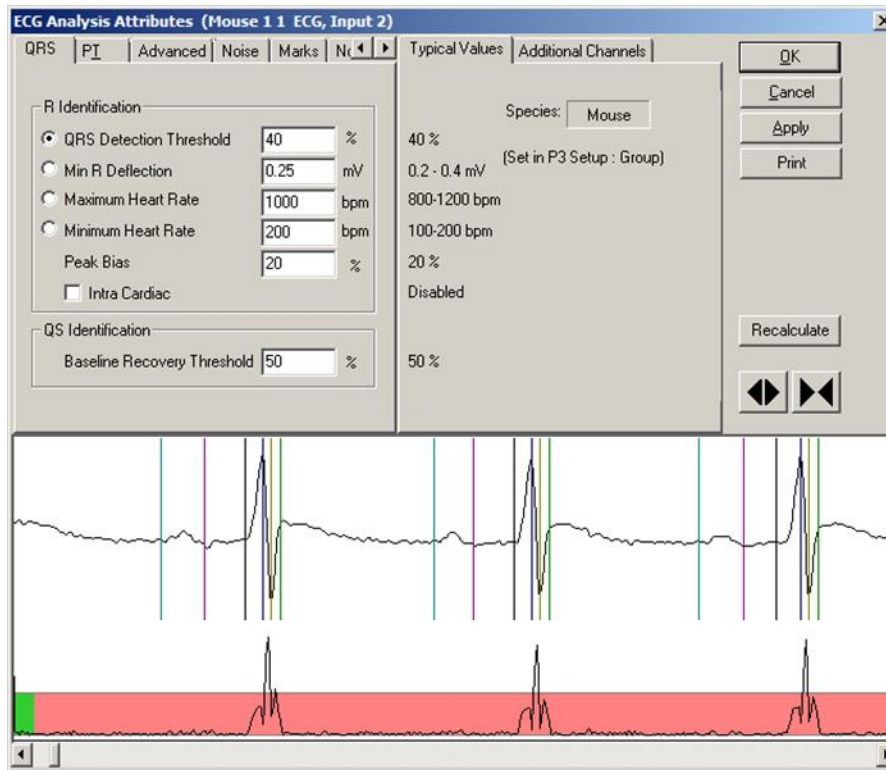 ECG Analysis Attributes (Mouse 1 1 ECG, Input 2)
QRS PT Advanced Noise Marks
Typical Values Additional Channels
OK
Cancel
Apply
Print
R Identification
Species: Mouse
QRS Detection Threshold 40 % 40 %
(Set in P3 Setup : Group)
Min R Deflection 0.25 mV 0.2 - 0.4 mV
Maximum Heart Rate 1000 bpm 800-1200 bpm
Minimum Heart Rate 200 bpm 100-200 bpm
Peak Bias 20 % 20 %
Intra Cardiac Disabled
QS Identification
Baseline Recovery Threshold 50 % 50 %
Recalculate